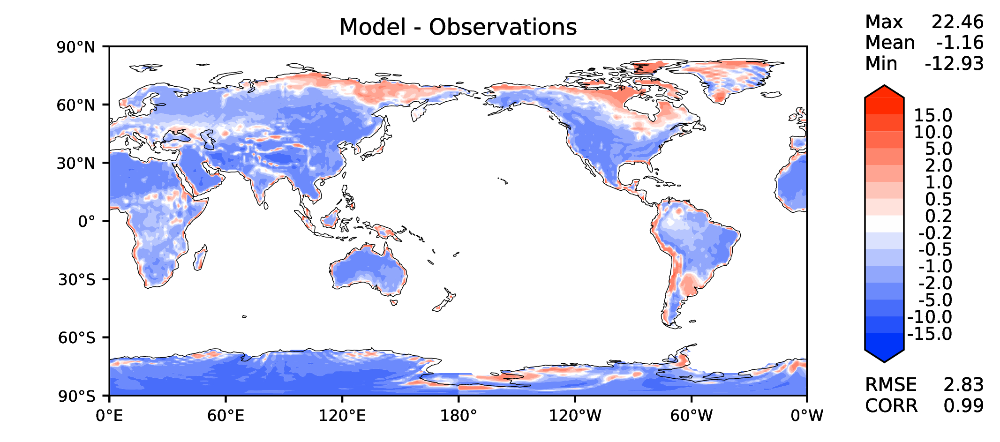 Model - Observations
Max 22.46
Mean -1.16
Min -12.93
90°N
60°N
30°N
0°
30°S
60°S
90°S
0°E 60°E 120°E 180° 120°W 60°W 0°W
15.0
10.0
5.0
2.0
1.0
0.5
0.2
-0.2
-0.5
-1.0
-2.0
-5.0
-10.0
-15.0
RMSE 2.83
CORR 0.99